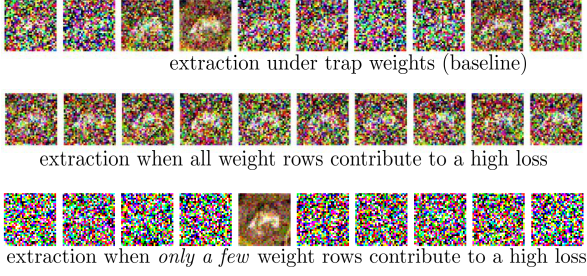 extraction under trap weights (baseline)
extraction when all weight rows contribute to a high loss
extraction when only a few weight rows contribute to a high loss